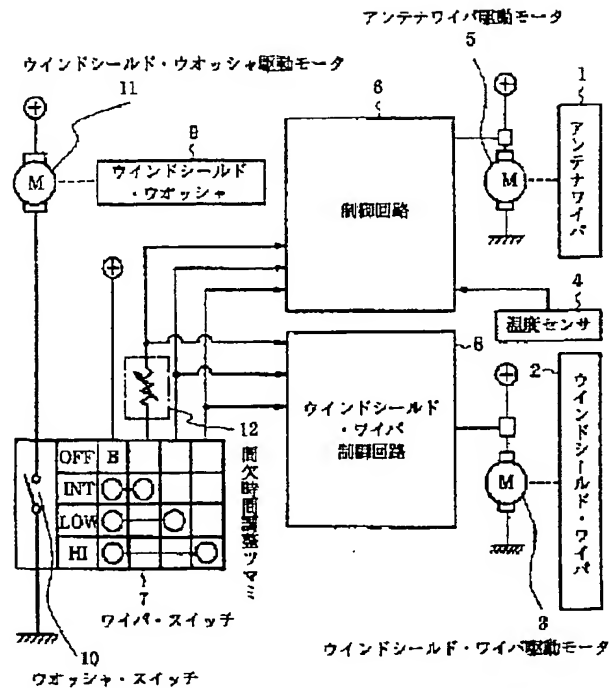 アンテナワイパ駆動モータ
5
ウインドシールド・ウオッシャ駆動モータ
11
6
1
9
M
ウインドシールド
・ウオッシャ
制御回路
M
アンテナワイパ
4
温度センサ
8
2
12
ウインドシールド
・ワイパ
制御回路
M
ウインドシールド・ワイパ
間欠時間調整ツマミ
OFF B
INT
LOW
HI
7
ワイパ・スイッチ
10
ウオッシャ・スイッチ
3
ウインドシールド・ワイパ駆動モータ